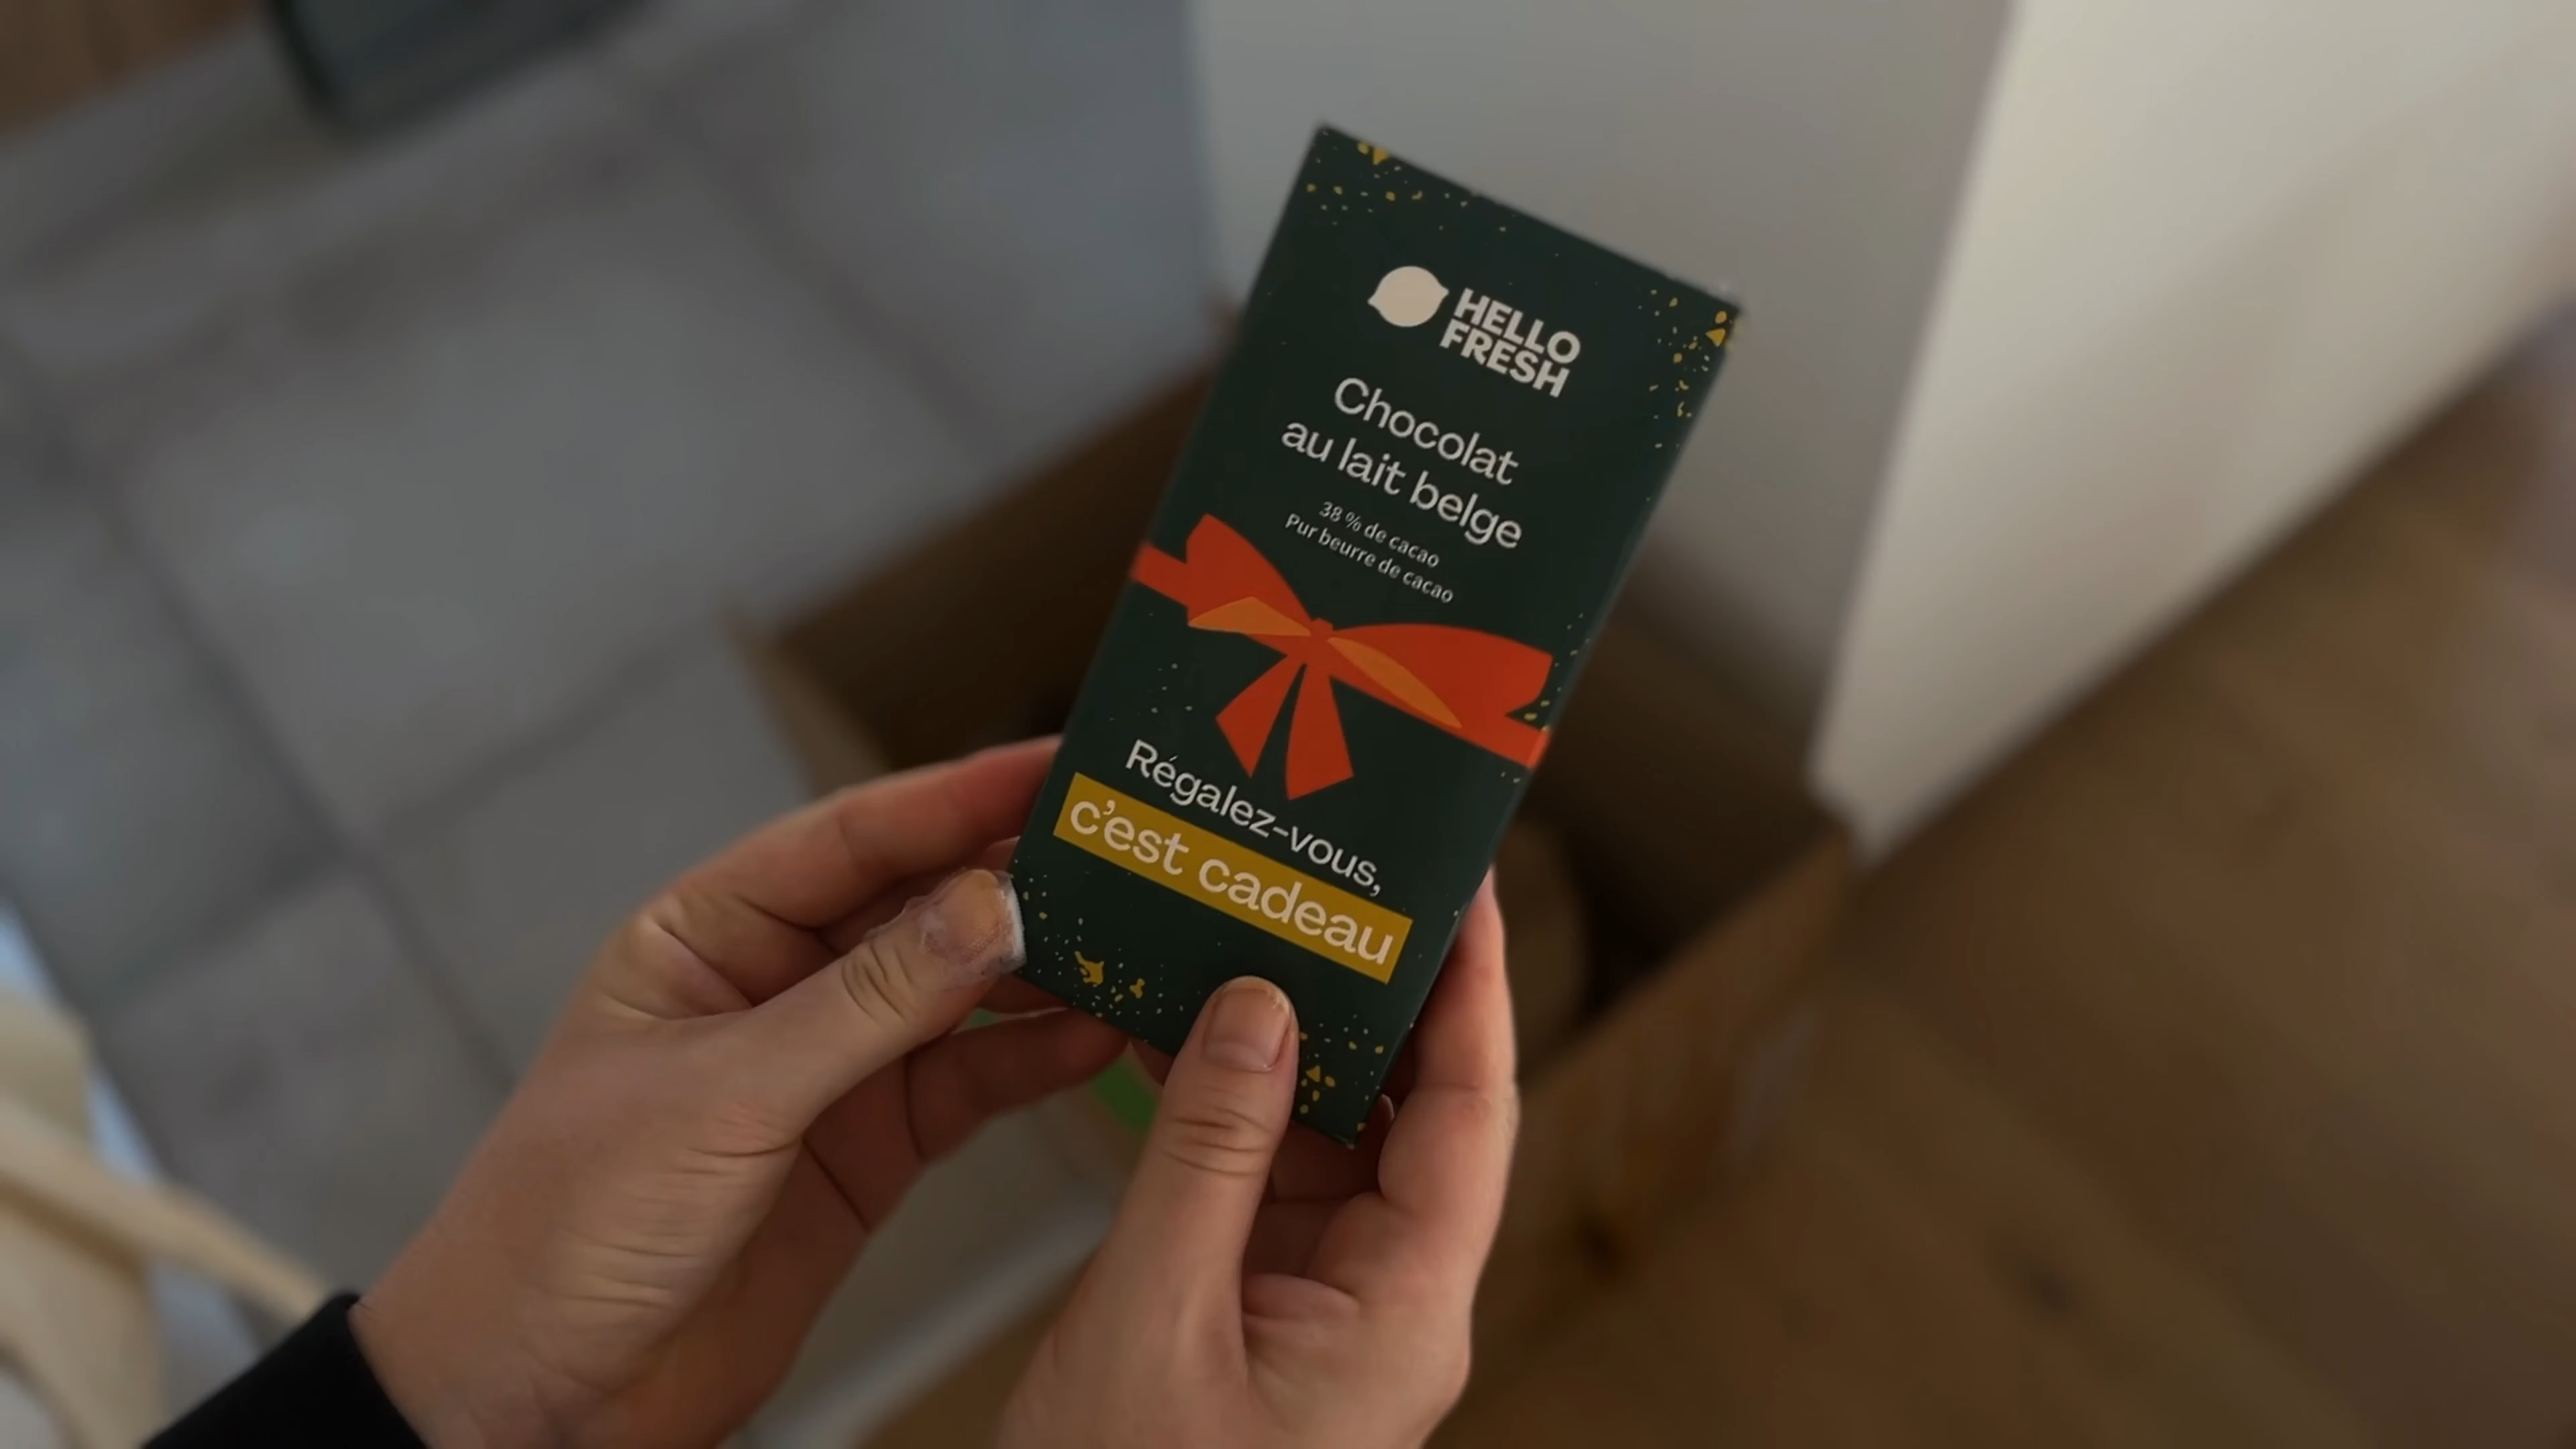 HELLO
FRESH
Chocolat
au lait belge
38 % de cacao
Pur beurre de cacao
Régalez-vous,
c'est cadeau